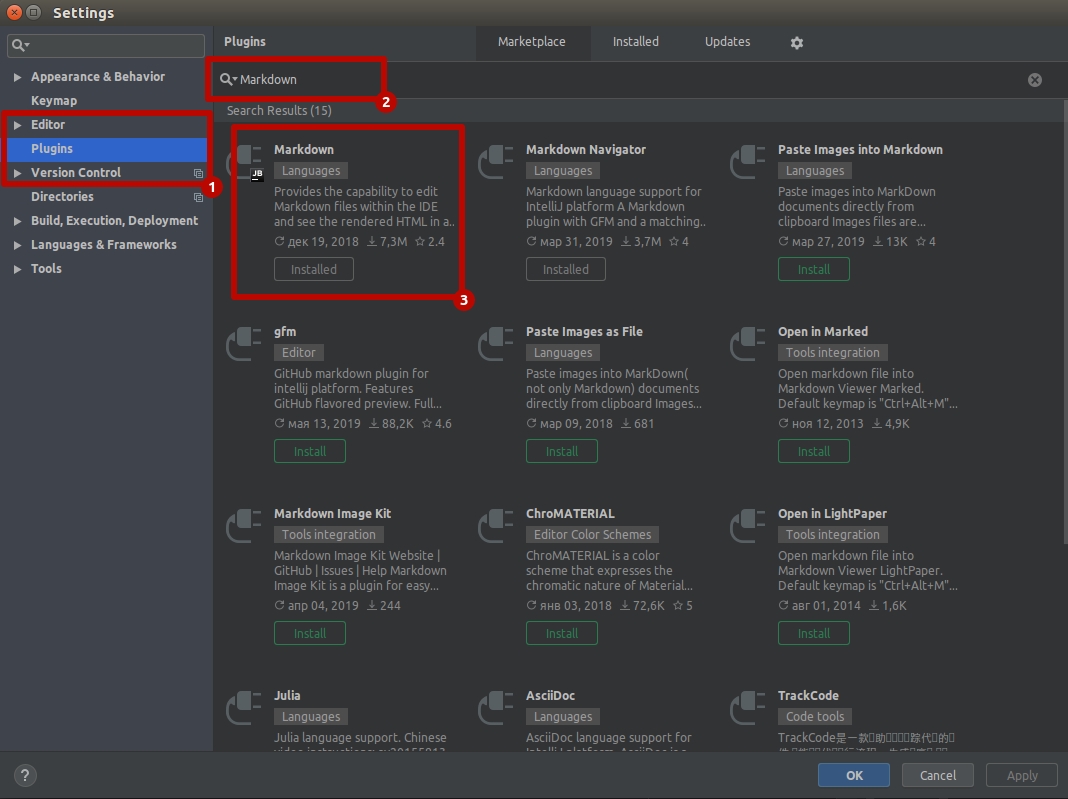 Settings
Appearance & Behavior
Keymap
Editor
Plugins
Version Control
1
Directories
Build, Execution, Deployment
Languages & Frameworks
Tools
Plugins
Marketplace
Installed
Updates
Markdown
2
Search Results (15)
Markdown
JB
Languages
Provides the capability to edit
Markdown files within the IDE
and see the rendered HTML in a..
дек 19, 2018 7,3M 2.4
Installed
3
Markdown Navigator
Languages
Markdown language support for
IntelliJ platform A Markdown
plugin with GFM and a matching..
мар 31, 2019 3,7M 4
Installed
Paste Images into Markdown
Languages
Paste images into MarkDown
documents directly from
clipboard Images files are...
мар 27, 2019 13K 4
Install
gfm
Editor
GitHub markdown plugin for
intellij platform. Features
GitHub flavored preview. Full...
мая 13, 2019 88,2K 4.6
Install
Paste Images as File
Languages
Paste images into MarkDown(
not only Markdown) documents
directly from clipboard Images...
мар 09, 2018 681
Install
Open in Marked
Tools integration
Open markdown file into
Markdown Viewer Marked.
Default keymap is "Ctrl+Alt+M"...
ноя 12, 2013 4,9K
Install
Markdown Image Kit
Tools integration
Markdown Image Kit Website |
GitHub | Issues | Help Markdown
Image Kit is a plugin for easy...
апр 04, 2019 244
Install
ChroMATERIAL
Editor Color Schemes
ChroMATERIAL is a color
scheme that expresses the
chromatic nature of Material...
янв 03, 2018 72,6K 5
Install
Open in LightPaper
Tools integration
Open markdown file into
Markdown Viewer LightPaper.
Default keymap is "Ctrl+Alt+M"...
авг 01, 2014 1,6K
Install
Julia
Languages
Julia language support. Chinese
AsciiDoc
Languages
AsciiDoc language support for
TrackCode
Code tools
TrackCode是一款
?
OK
Cancel
Apply